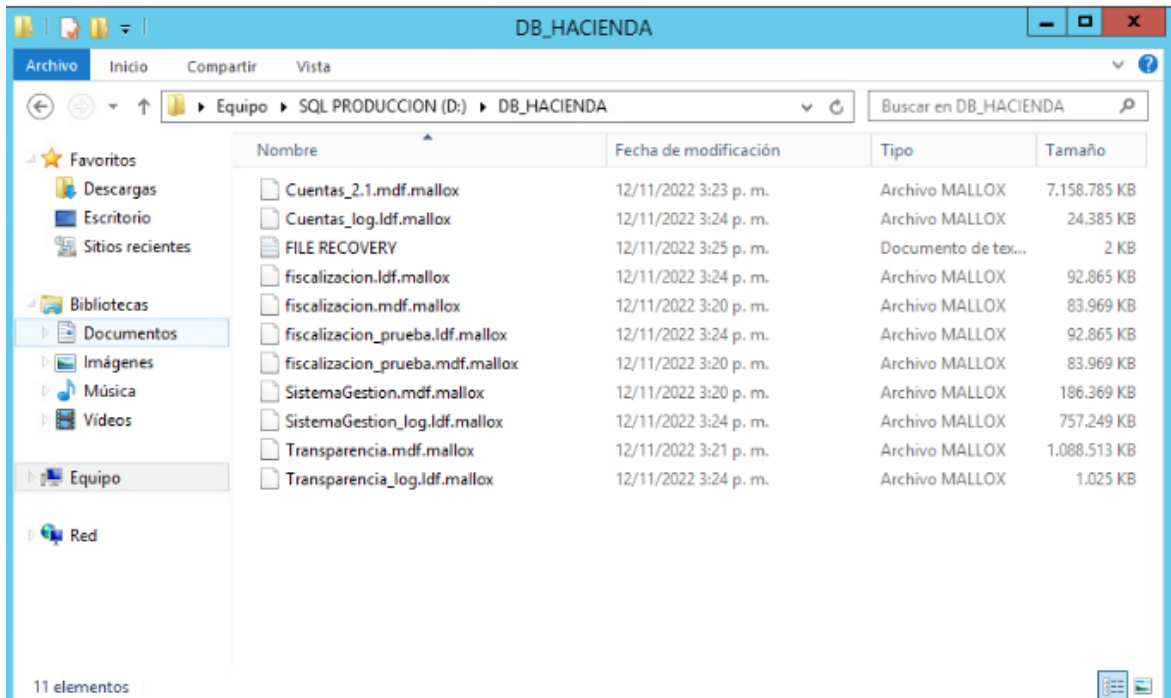 DB_HACIENDA
Archivo Inicio Compartir Vista
Equipo SQL PRODUCCION (D:) DB_HACIENDA Buscar en DB_HACIENDA
Favoritos
Descargas
Escritorio
Sitios recientes
Bibliotecas
Documentos
Imágenes
Música
Vídeos
Equipo
Red
Nombre Fecha de modificación Tipo Tamaño
Cuentas_2.1.mdf.mallox 12/11/2022 3:23 p. m. Archivo MALLOX 7.158.785 KB
Cuentas_log.ldf.mallox 12/11/2022 3:24 p. m. Archivo MALLOX 24.385 KB
FILE RECOVERY 12/11/2022 3:25 p. m. Documento de tex... 2 KB
fiscalizacion.ldf.mallox 12/11/2022 3:24 p. m. Archivo MALLOX 92.865 KB
fiscalizacion.mdf.mallox 12/11/2022 3:20 p. m. Archivo MALLOX 83.969 KB
fiscalizacion_prueba.ldf.mallox 12/11/2022 3:24 p. m. Archivo MALLOX 92.865 KB
fiscalizacion_prueba.mdf.mallox 12/11/2022 3:20 p. m. Archivo MALLOX 83.969 KB
SistemaGestion.mdf.mallox 12/11/2022 3:20 p. m. Archivo MALLOX 186.369 KB
SistemaGestion_log.ldf.mallox 12/11/2022 3:24 p. m. Archivo MALLOX 757.249 KB
Transparencia.mdf.mallox 12/11/2022 3:21 p. m. Archivo MALLOX 1.088.513 KB
Transparencia_log.ldf.mallox 12/11/2022 3:24 p. m. Archivo MALLOX 1.025 KB
11 elementos